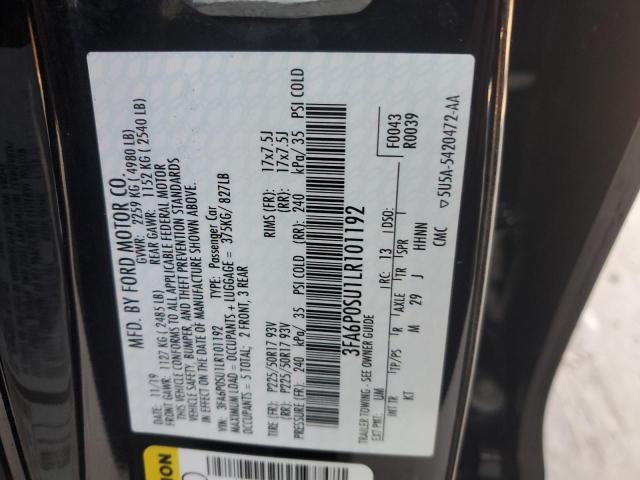 MFD. BY FORD MOTOR CO.
11/19
GVWR: 2259 KG ( 4980 LB)
1127 KG ( 2485 LB)
REAR GAWR: 1152 KG ( 2540 LB)
THIS VEHICLE CONFORMS TO ALL APPLICABLE FEDERAL MOTOR
VEHICLE SAFETY, BUMPER, AND THEFT PREVENTION STANDARDS
IN EFFECT ON THE DATE OF MANUFACTURE SHOWN ABOVE.
VIN: 3FA6P0SU1LR101192 TYPE: Passenger Car
MAXIMUM LOAD = OCCUPANTS + LUGGAGE = 375KG/ 827LB
OCCUPANTS = 5 TOTAL; 2 FRONT, 3 REAR
TIRE (FR): P225/50R17 93V RIMS (FR): 17x7.5J
(RR): P225/50R17 93V (RR): 17x7.5J
PRESSURE (FR): 240 kPa/ 35 PSI COLD (RR): 240 kPa/ 35 PSI COLD
3FA6P0SU1LR101192
TRAILER TOWING - SEE OWNER GUIDE
F0043
R0039
EXT PNT: UM RC: 13 DSO:
INT TR TP/PS R AXLE TR SPR
KT M 29 J HHNN
CMC ▽5U5A-5420472-AA
ION